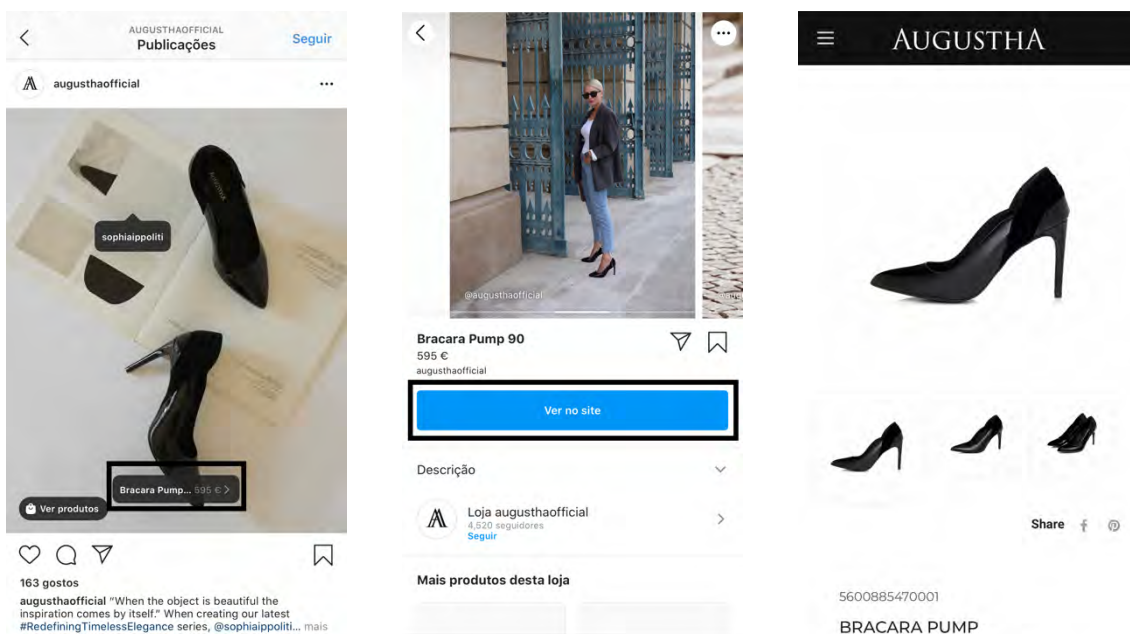 AUGUSTHAOFFICIAL
Publicações
Seguir
augusthaofficial
AUGUSTHA
sophiaippoliti
Bracara Pump... 595 € >
Ver produtos
163 gostos
augusthaofficial “When the object is beautiful the
inspiration comes by itself.” When creating our latest
#RedefiningTimelessElegance series, @sophiaippoliti... mais
@augusthaofficial
Bracara Pump 90
595 €
augusthaofficial
Ver no site
Descrição
Loja augusthaofficial
4,520 seguidores
Seguir
Mais produtos desta loja
AUGUSTHA
Share
5600885470001
BRACARA PUMP